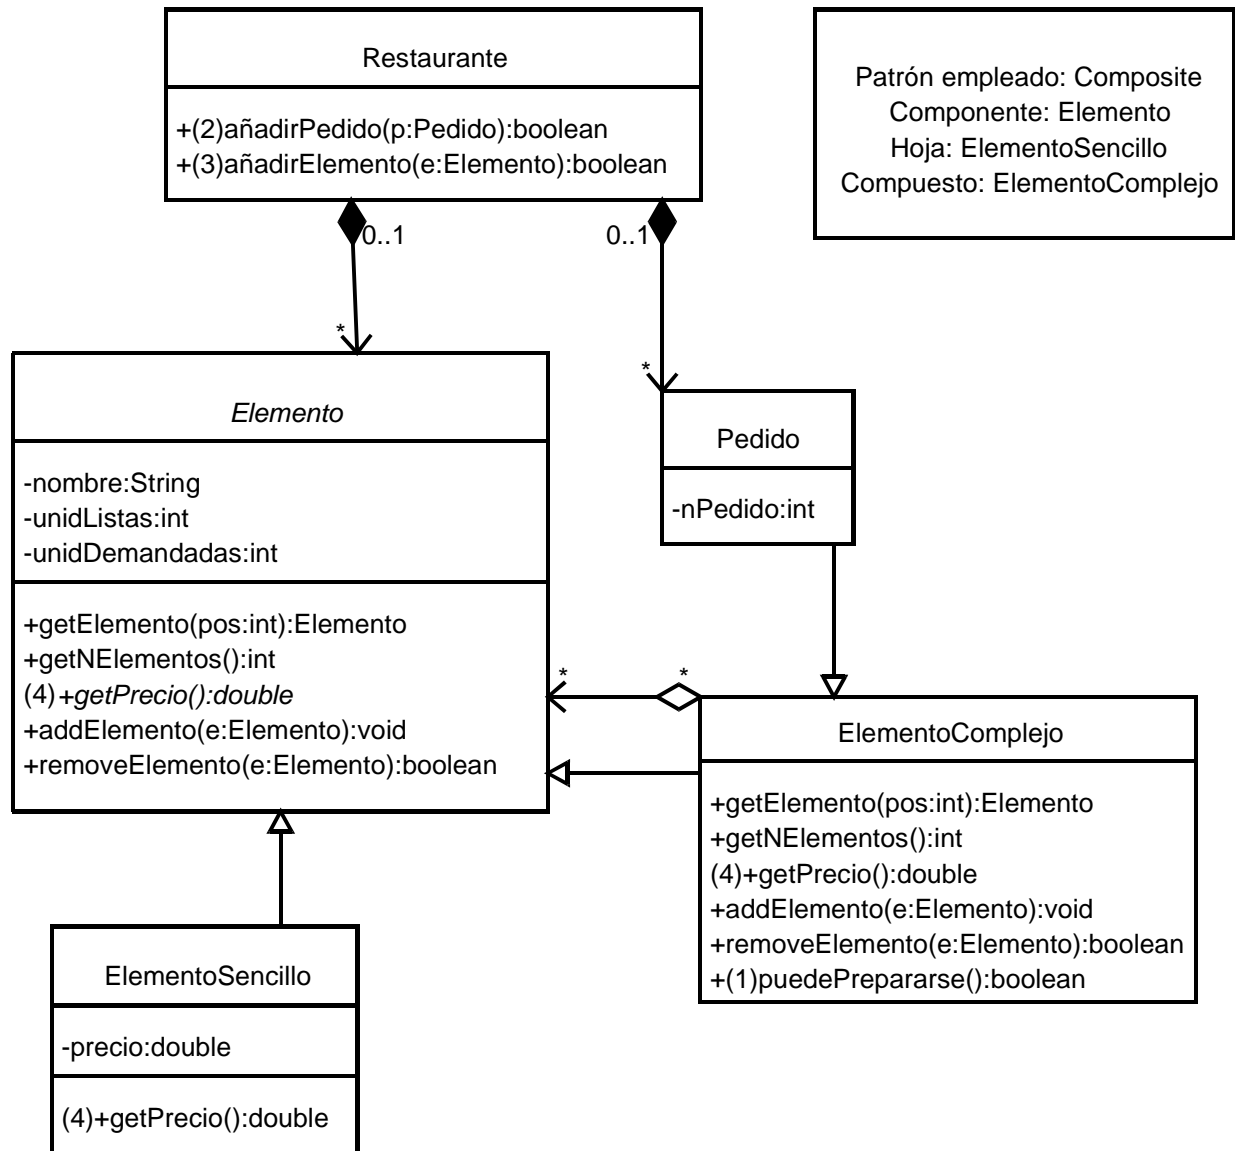 Restaurante
+(2)añadirPedido(p:Pedido):boolean
+(3)añadirElemento(e:Elemento):boolean
Patrón empleado: Composite
Componente: Elemento
Hoja: ElementoSencillo
Compuesto: ElementoComplejo
0..1
0..1
*
*
Elemento
-nombre:String
-unidListas:int
-unidDemandadas:int
+getElemento(pos:int):Elemento
+getNElementos():int
(4)+getPrecio():double
+addElemento(e:Elemento):void
+removeElemento(e:Elemento):boolean
Pedido
-nPedido:int
*
*
ElementoComplejo
+getElemento(pos:int):Elemento
+getNElementos():int
(4)+getPrecio():double
+addElemento(e:Elemento):void
+removeElemento(e:Elemento):boolean
+(1)puedePrepararse():boolean
ElementoSencillo
-precio:double
(4)+getPrecio():double